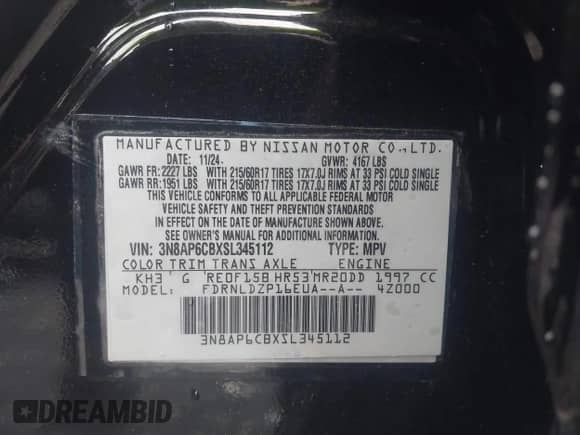 MANUFACTURED BY NISSAN MOTOR CO.,LTD.
DATE: 11/24 GVWR: 4167 LBS
GAWR FR: 2227 LBS WITH 215/60R17 TIRES 17X7.0J RIMS AT 33 PSI COLD SINGLE
GAWR RR: 1951 LBS WITH 215/60R17 TIRES 17X7.0J RIMS AT 33 PSI COLD SINGLE
THIS VEHICLE CONFORMS TO ALL APPLICABLE FEDERAL MOTOR
VEHICLE SAFETY AND THEFT PREVENTION STANDARDS
IN EFFECT ON THE DATE OF MANUFACTURE SHOWN ABOVE.
SEE OWNER'S MANUAL FOR ADDITIONAL INFORMATION.
VIN: 3N8AP6CBXSL345112 TYPE: MPV
COLOR TRIM TRANS AXLE ENGINE
KH3 G RE0F15B HR53 MR20DD 1997 CC
MODEL: FDRNLDZP16EUA--A-- 4Z000
3N8AP6CBXSL345112
DREAMBID